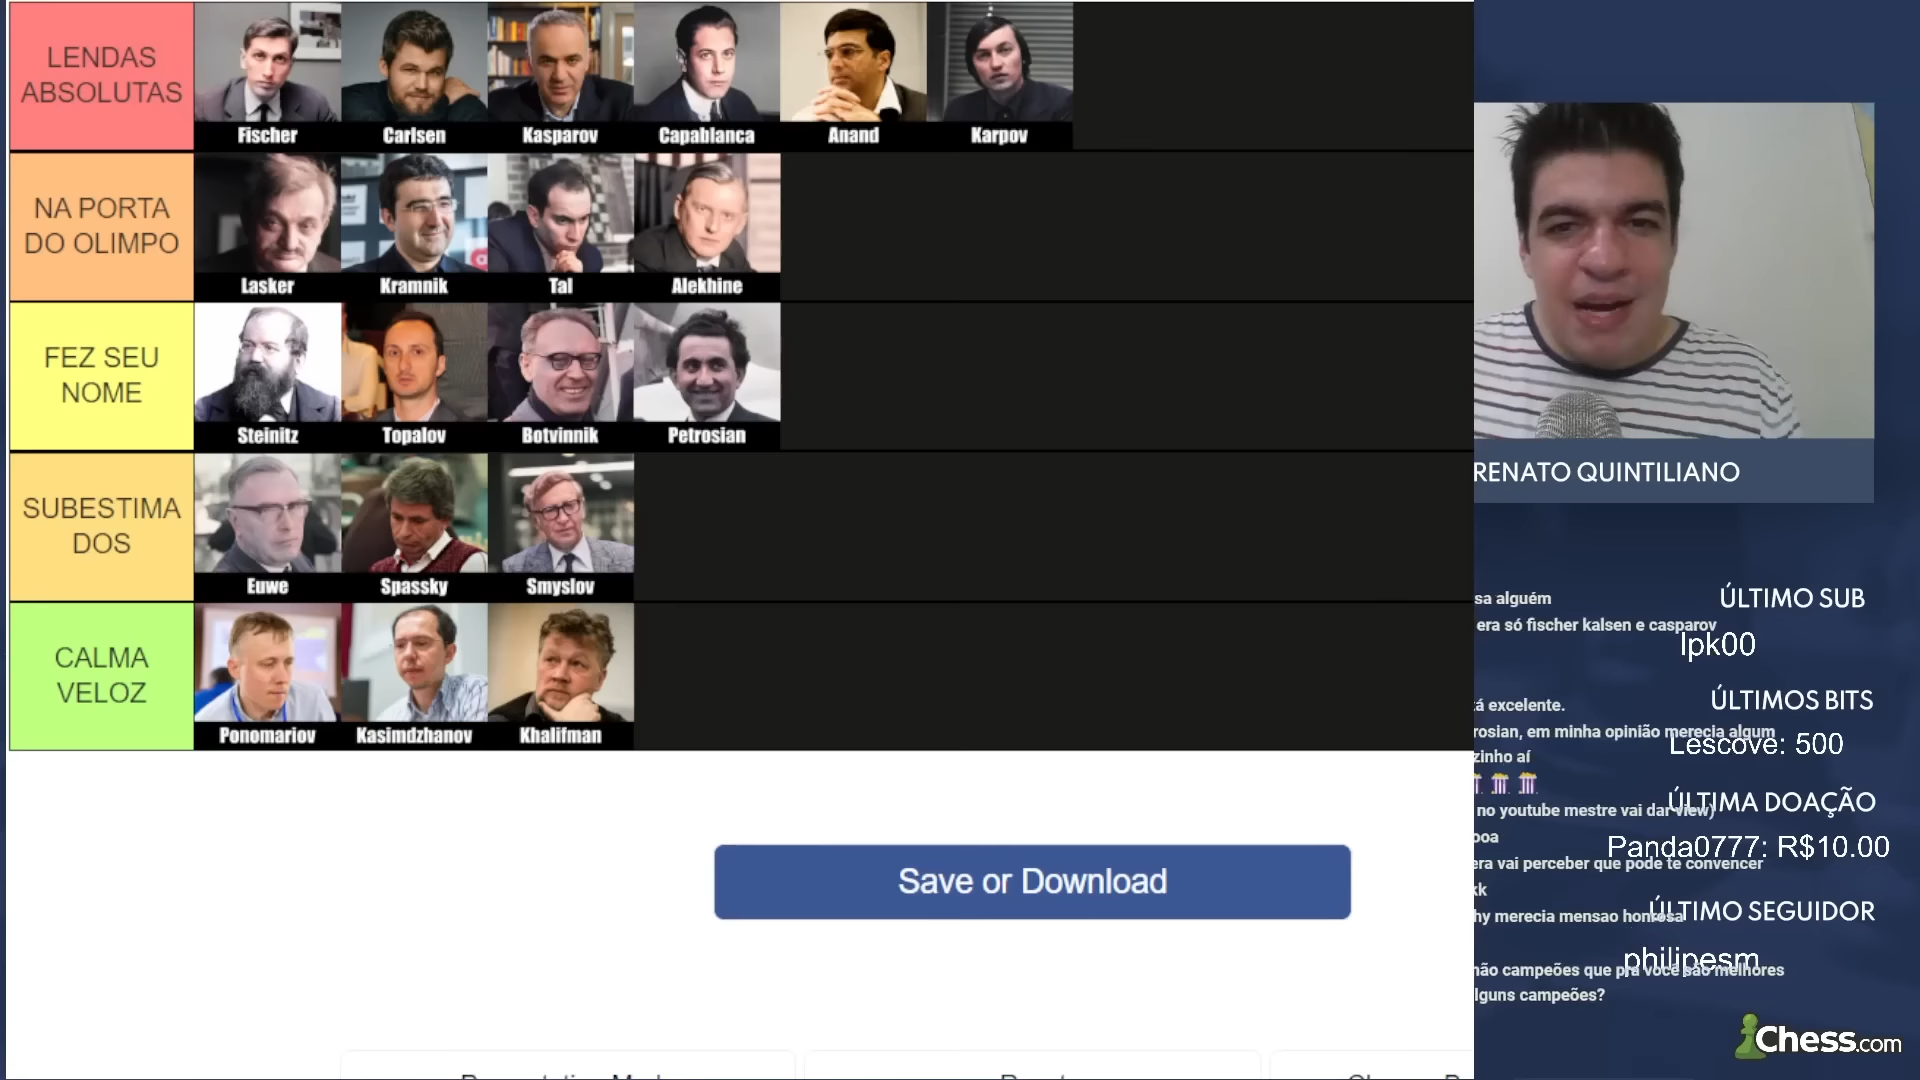 LENDAS
ABSOLUTAS
Fischer
Carlsen
Kasparov
Capablanca
Anand
Karpov
NA PORTA
DO OLIMPO
Lasker
Kramnik
Tal
Alekhine
FEZ SEU
NOME
Steinitz
Topalov
Botvinnik
Petrosian
SUBESTIMA
DOS
Euwe
Spassky
Smyslov
CALMA
VELOZ
Ponomariov
Kasimdzhanov
Khalifman
Save or Download
RENATO QUINTILIANO
sa alguém
era só fischer kalsen e casparov
á excelente.
rosian, em minha opinião merecia algum
zinho aí
no youtube mestre vai dar view)
ooa
era vai perceber que pode te convencer
kk
hy merecia mensao honrosa
não campeões que pra você são melhores
lguns campeões?
ÚLTIMO SUB
lpk00
ÚLTIMOS BITS
Lescove: 500
ÚLTIMA DOAÇÃO
Panda0777: R$10.00
ÚLTIMO SEGUIDOR
philipesm
Chess.com